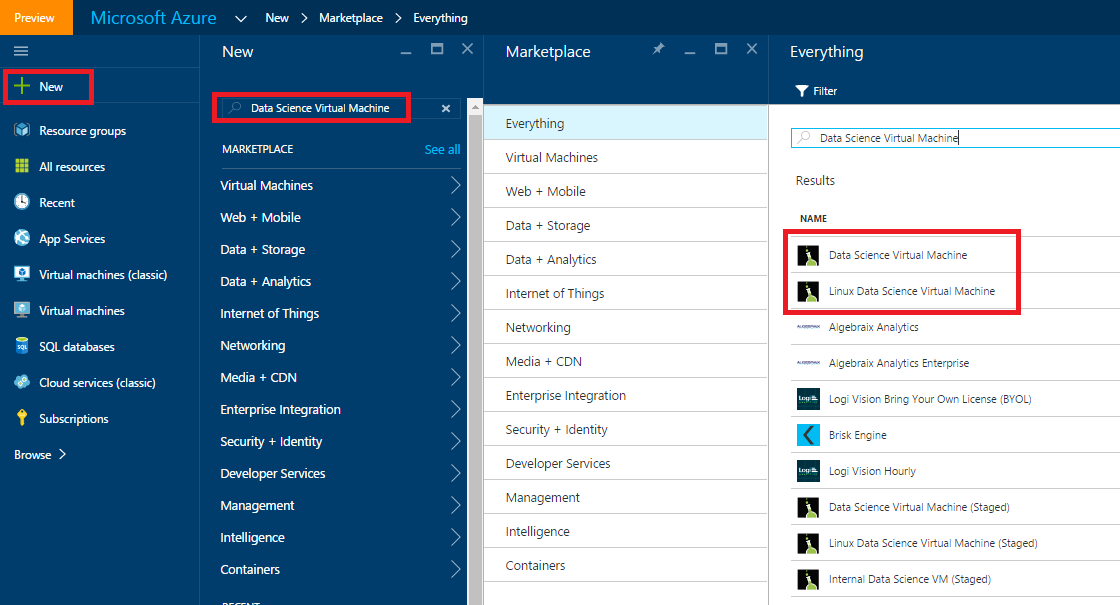 Preview
Microsoft Azure
New
Marketplace
Everything
New
Resource groups
All resources
Recent
App Services
Virtual machines (classic)
Virtual machines
SQL
SQL databases
Cloud services (classic)
Subscriptions
Browse
New
Data Science Virtual Machine
MARKETPLACE
See all
Virtual Machines
Web + Mobile
Data + Storage
Data + Analytics
Internet of Things
Networking
Media + CDN
Enterprise Integration
Security + Identity
Developer Services
Management
Intelligence
Containers
RECENT
Marketplace
Everything
Virtual Machines
Web + Mobile
Data + Storage
Data + Analytics
Internet of Things
Networking
Media + CDN
Enterprise Integration
Security + Identity
Developer Services
Management
Intelligence
Containers
Everything
Filter
Data Science Virtual Machine
Results
NAME
Data Science Virtual Machine
Linux Data Science Virtual Machine
Algebraix Analytics
Algebraix Analytics Enterprise
Logi Vision Bring Your Own License (BYOL)
Brisk Engine
Logi Vision Hourly
Data Science Virtual Machine (Staged)
Linux Data Science Virtual Machine (Staged)
Internal Data Science VM (Staged)